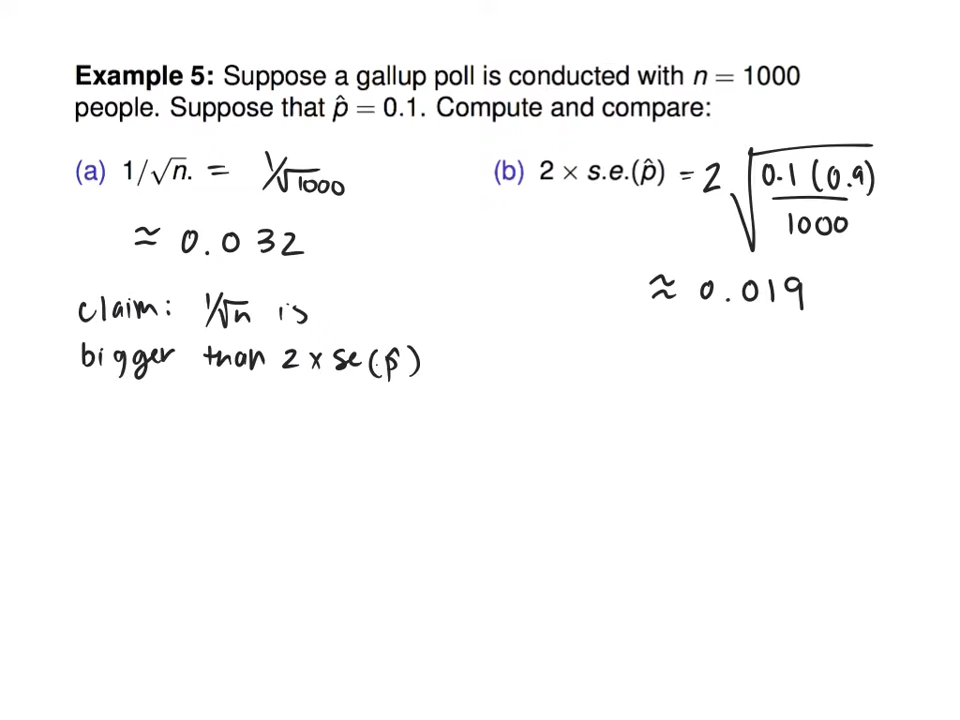 Example 5: Suppose a gallup poll is conducted with n = 1000
people. Suppose that p̂ = 0.1. Compute and compare:
(a) 1/√n. = 1/√1000
≈ 0.032
claim: 1/√n is
bigger than 2 × se(p̂)
(b) 2 × s.e.(p̂) = 2 √(0.1 (0.9) / 1000)
≈ 0.019